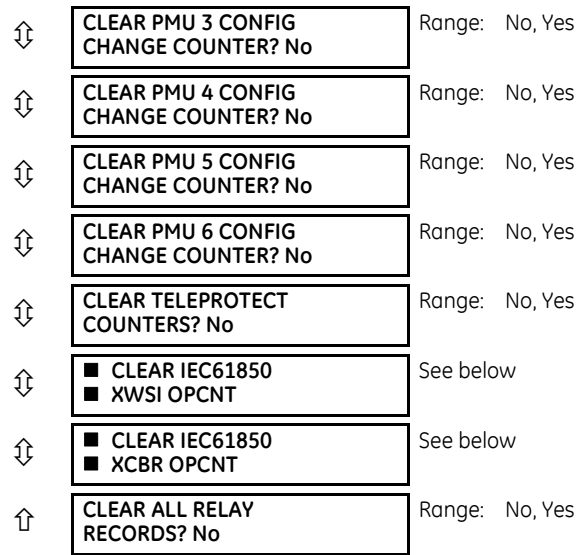 CLEAR PMU 3 CONFIG Range: No, Yes
CHANGE COUNTER? No
CLEAR PMU 4 CONFIG Range: No, Yes
CHANGE COUNTER? No
CLEAR PMU 5 CONFIG Range: No, Yes
CHANGE COUNTER? No
CLEAR PMU 6 CONFIG Range: No, Yes
CHANGE COUNTER? No
CLEAR TELEPROTECT Range: No, Yes
COUNTERS? No
■ CLEAR IEC61850 See below
■ XWSI OPCNT
■ CLEAR IEC61850 See below
■ XCBR OPCNT
CLEAR ALL RELAY Range: No, Yes
RECORDS? No